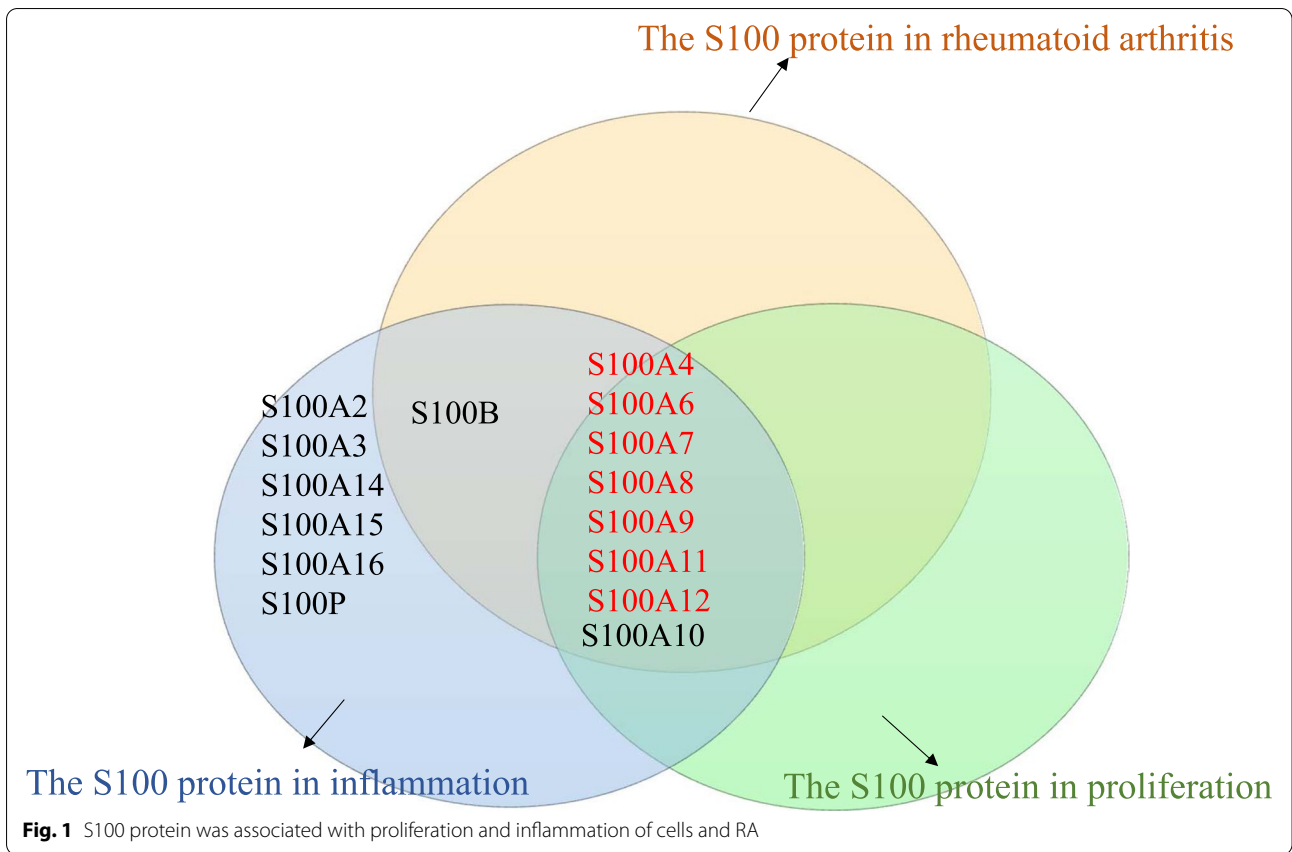 The S100 protein in rheumatoid arthritis
S100A2
S100A3
S100A14
S100A15
S100A16
S100P
S100B
S100A4
S100A6
S100A7
S100A8
S100A9
S100A11
S100A12
S100A10
The S100 protein in inflammation
The S100 protein in proliferation
Fig. 1 S100 protein was associated with proliferation and inflammation of cells and RA